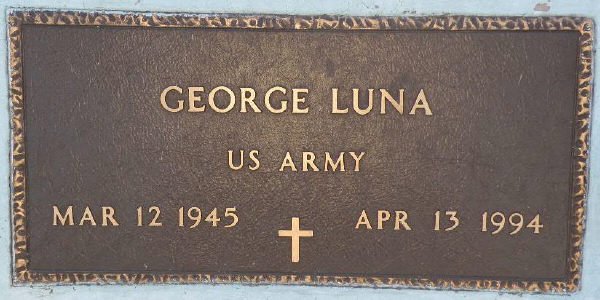 GEORGE LUNA
US ARMY
MAR 12 1945 APR 13 1994